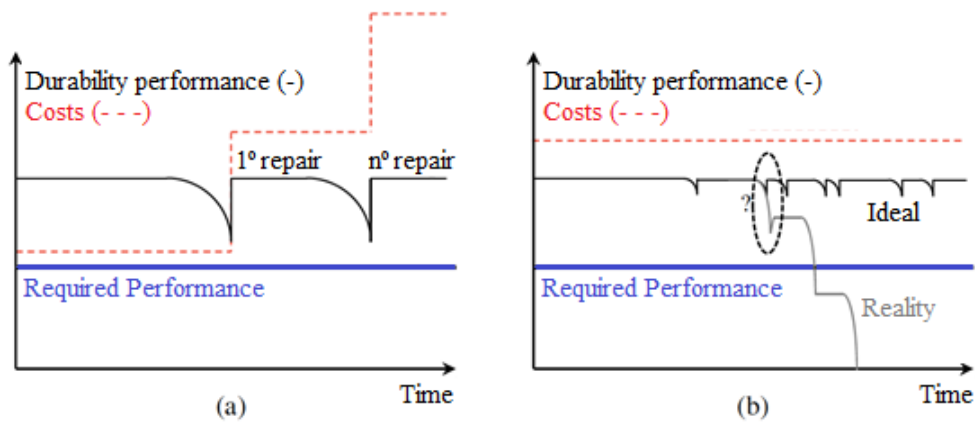 Durability performance (-)
Costs (- - -)
1º repair
nº repair
Required Performance
Time
(a)
Durability performance (-)
Costs (- - -)
?
Ideal
Required Performance
Reality
Time
(b)